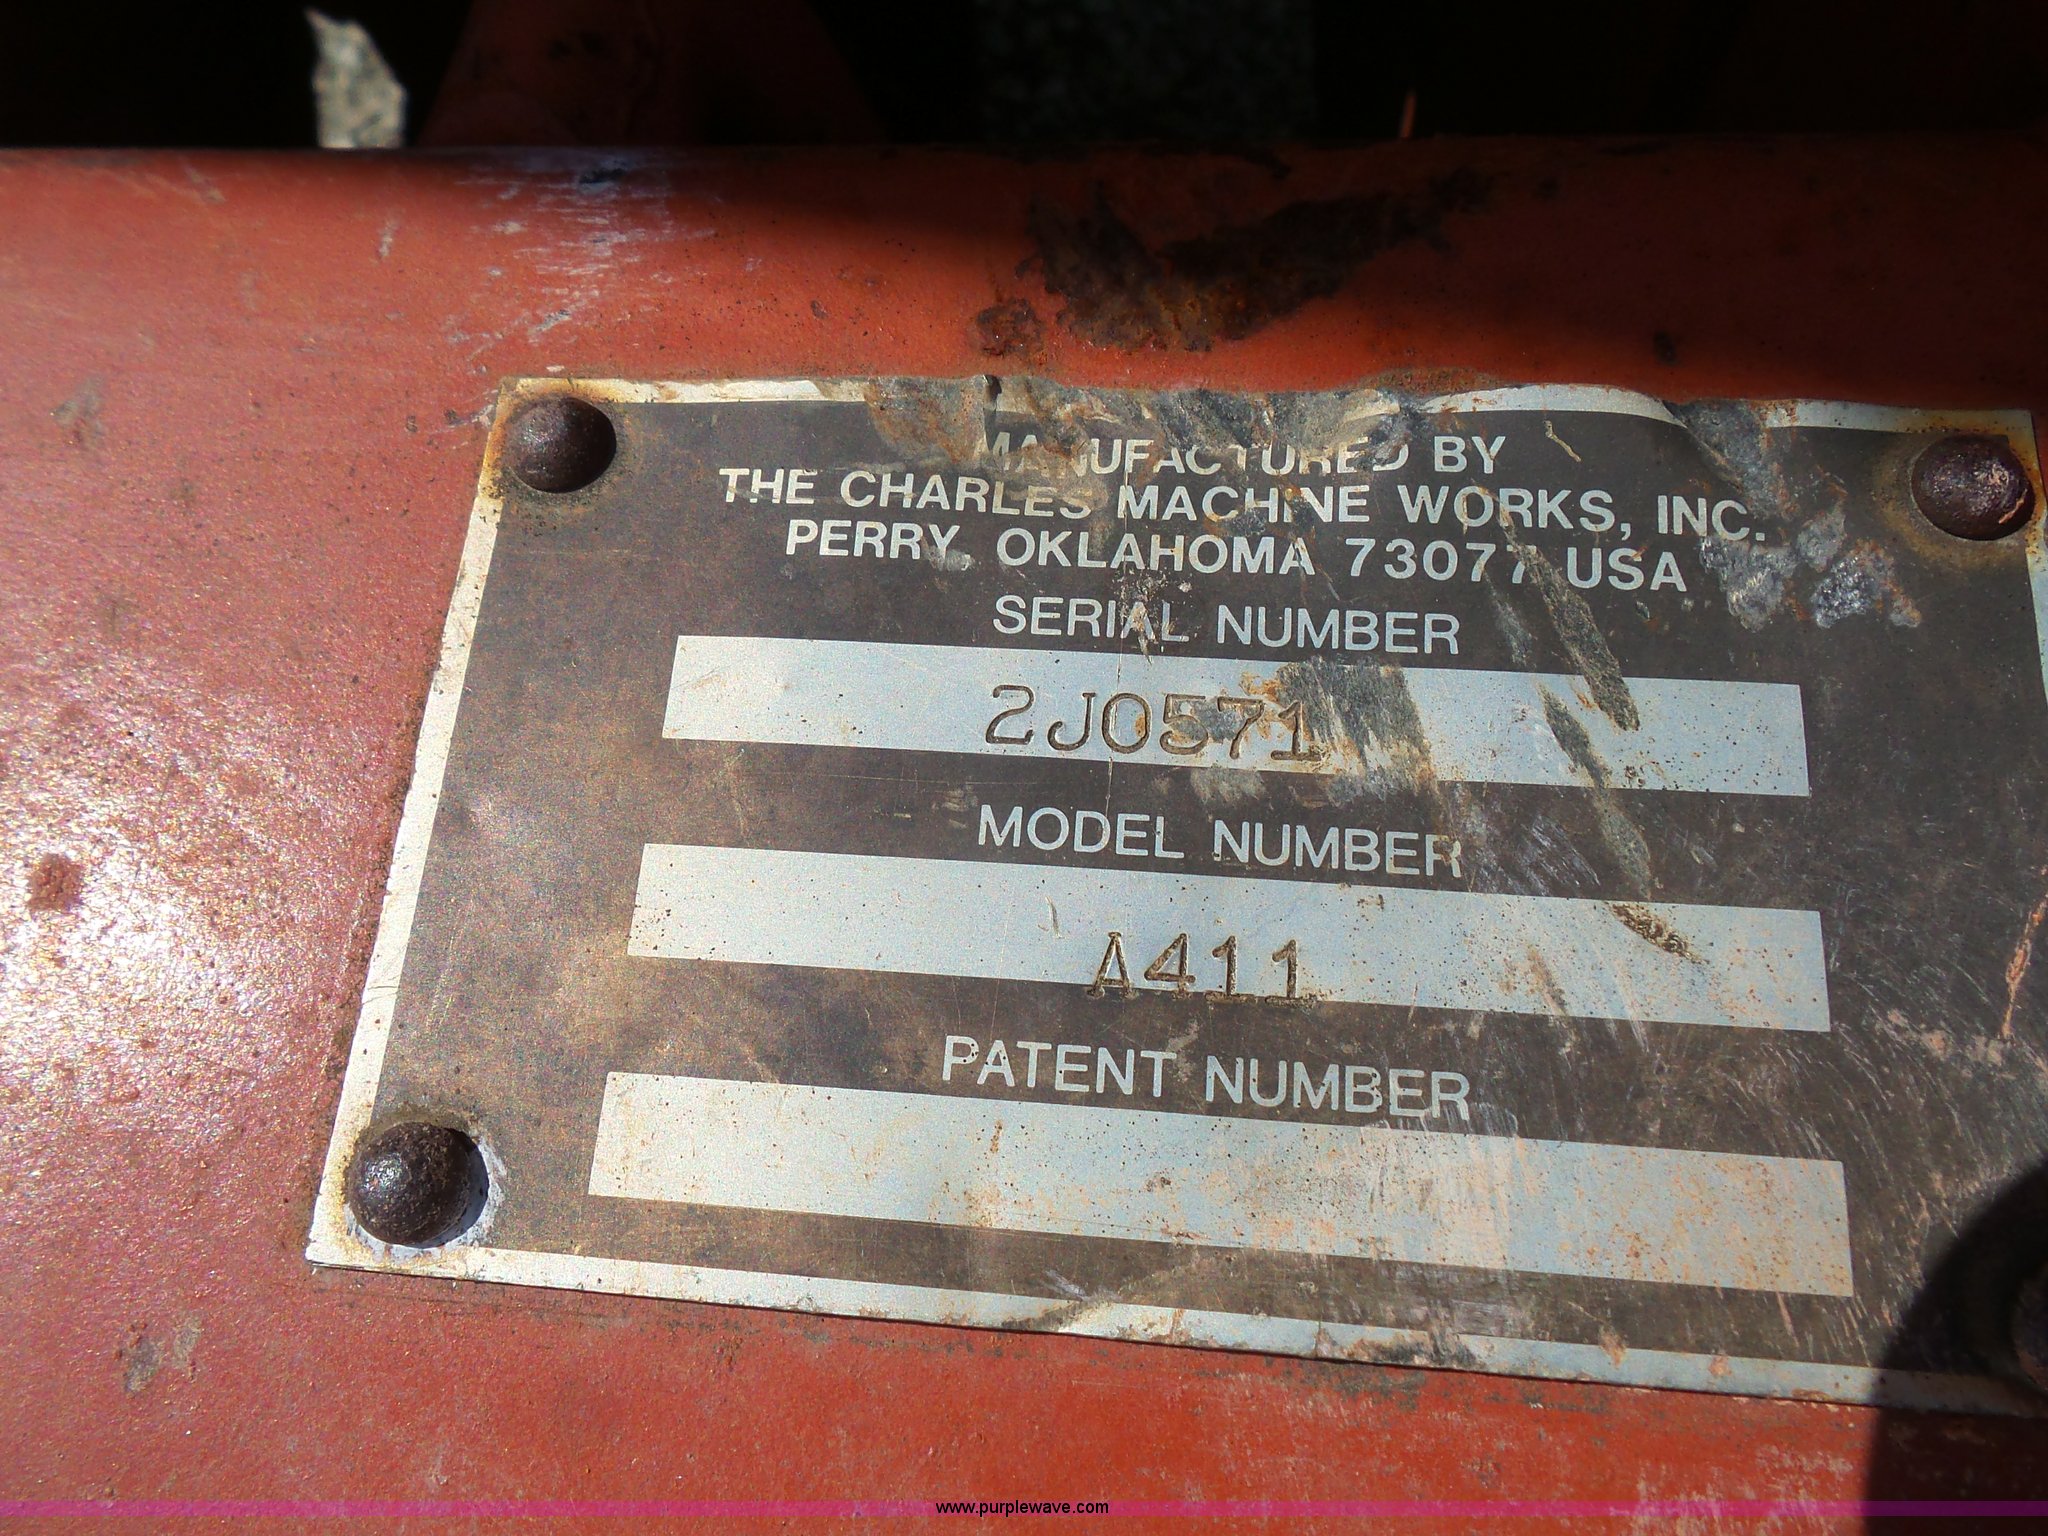 MANUFACTURED BY
THE CHARLES MACHINE WORKS, INC.
PERRY, OKLAHOMA 73077 USA
SERIAL NUMBER
2J0571
MODEL NUMBER
A411
PATENT NUMBER
www.purplewave.com